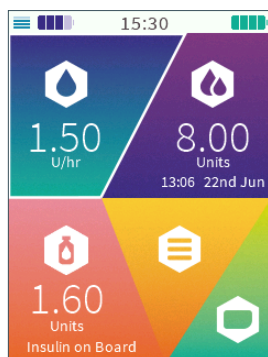 15:30
1.50
U/hr
8.00
Units
13:06 22nd Jun
1.60
Units
Insulin on Board